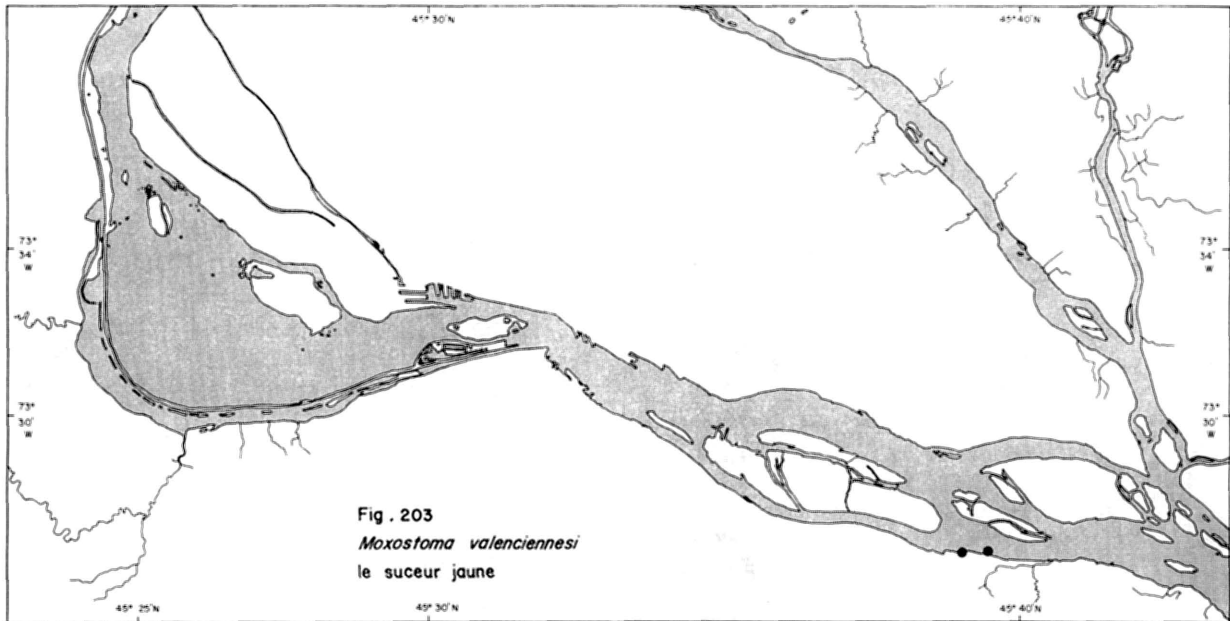 45° 30' N
45° 40' N
73°
34'
W
73°
34'
W
73°
30'
W
73°
30'
W
Fig. 203
Moxostoma valenciennesi
le suceur jaune
45° 25' N
45° 30' N
45° 40' N